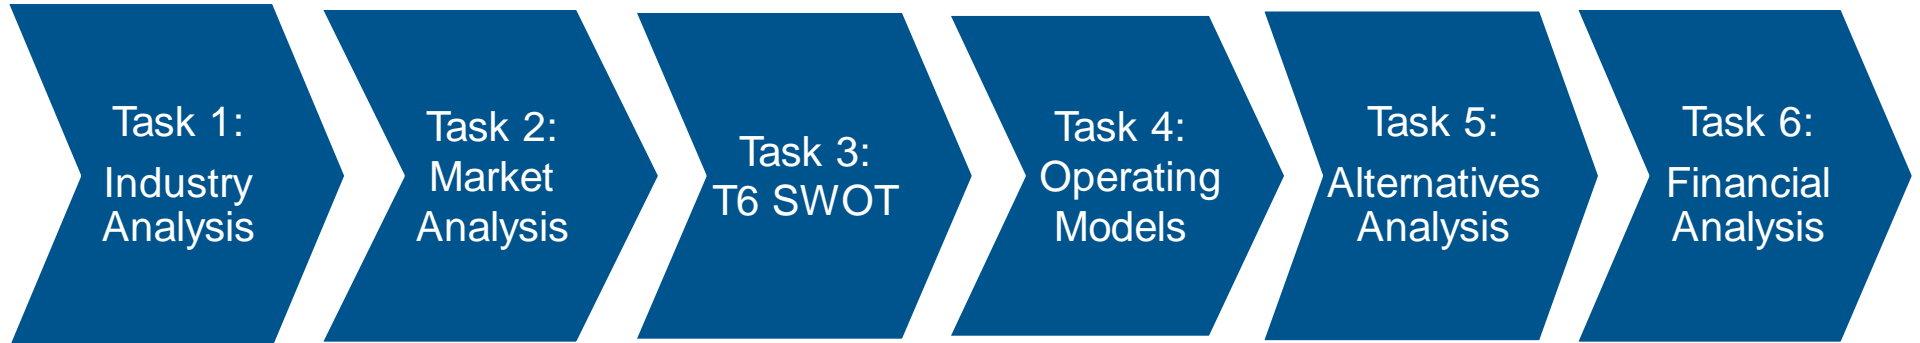 Task 1:
Industry
Analysis
Task 2:
Market
Analysis
Task 3:
T6 SWOT
Task 4:
Operating
Models
Task 5:
Alternatives
Analysis
Task 6:
Financial
Analysis